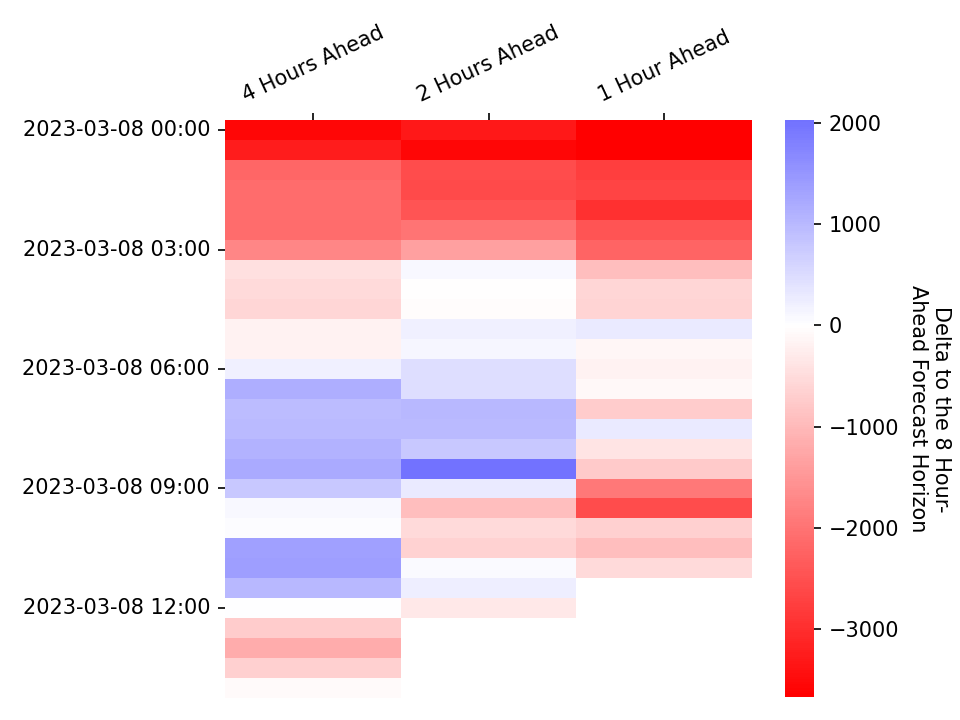 4 Hours Ahead
2 Hours Ahead
1 Hour Ahead
2023-03-08 00:00
2023-03-08 03:00
2023-03-08 06:00
2023-03-08 09:00
2023-03-08 12:00
2000
1000
0
−1000
−2000
−3000
Delta to the 8 Hour-
Ahead Forecast Horizon